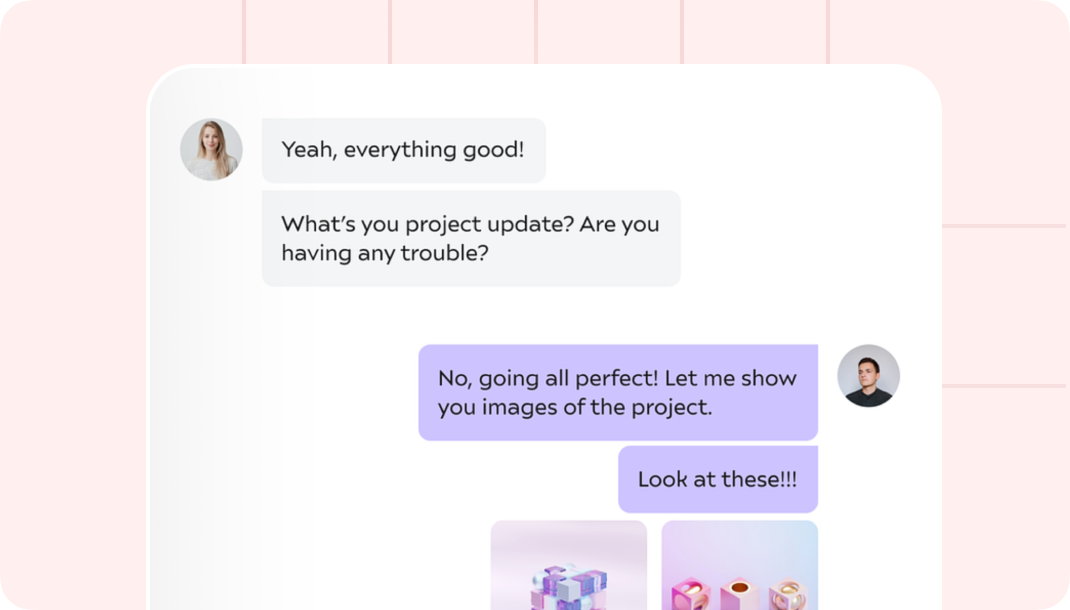 Yeah, everything good!
What's you project update? Are you
having any trouble?
No, going all perfect! Let me show
you images of the project.
Look at these!!!